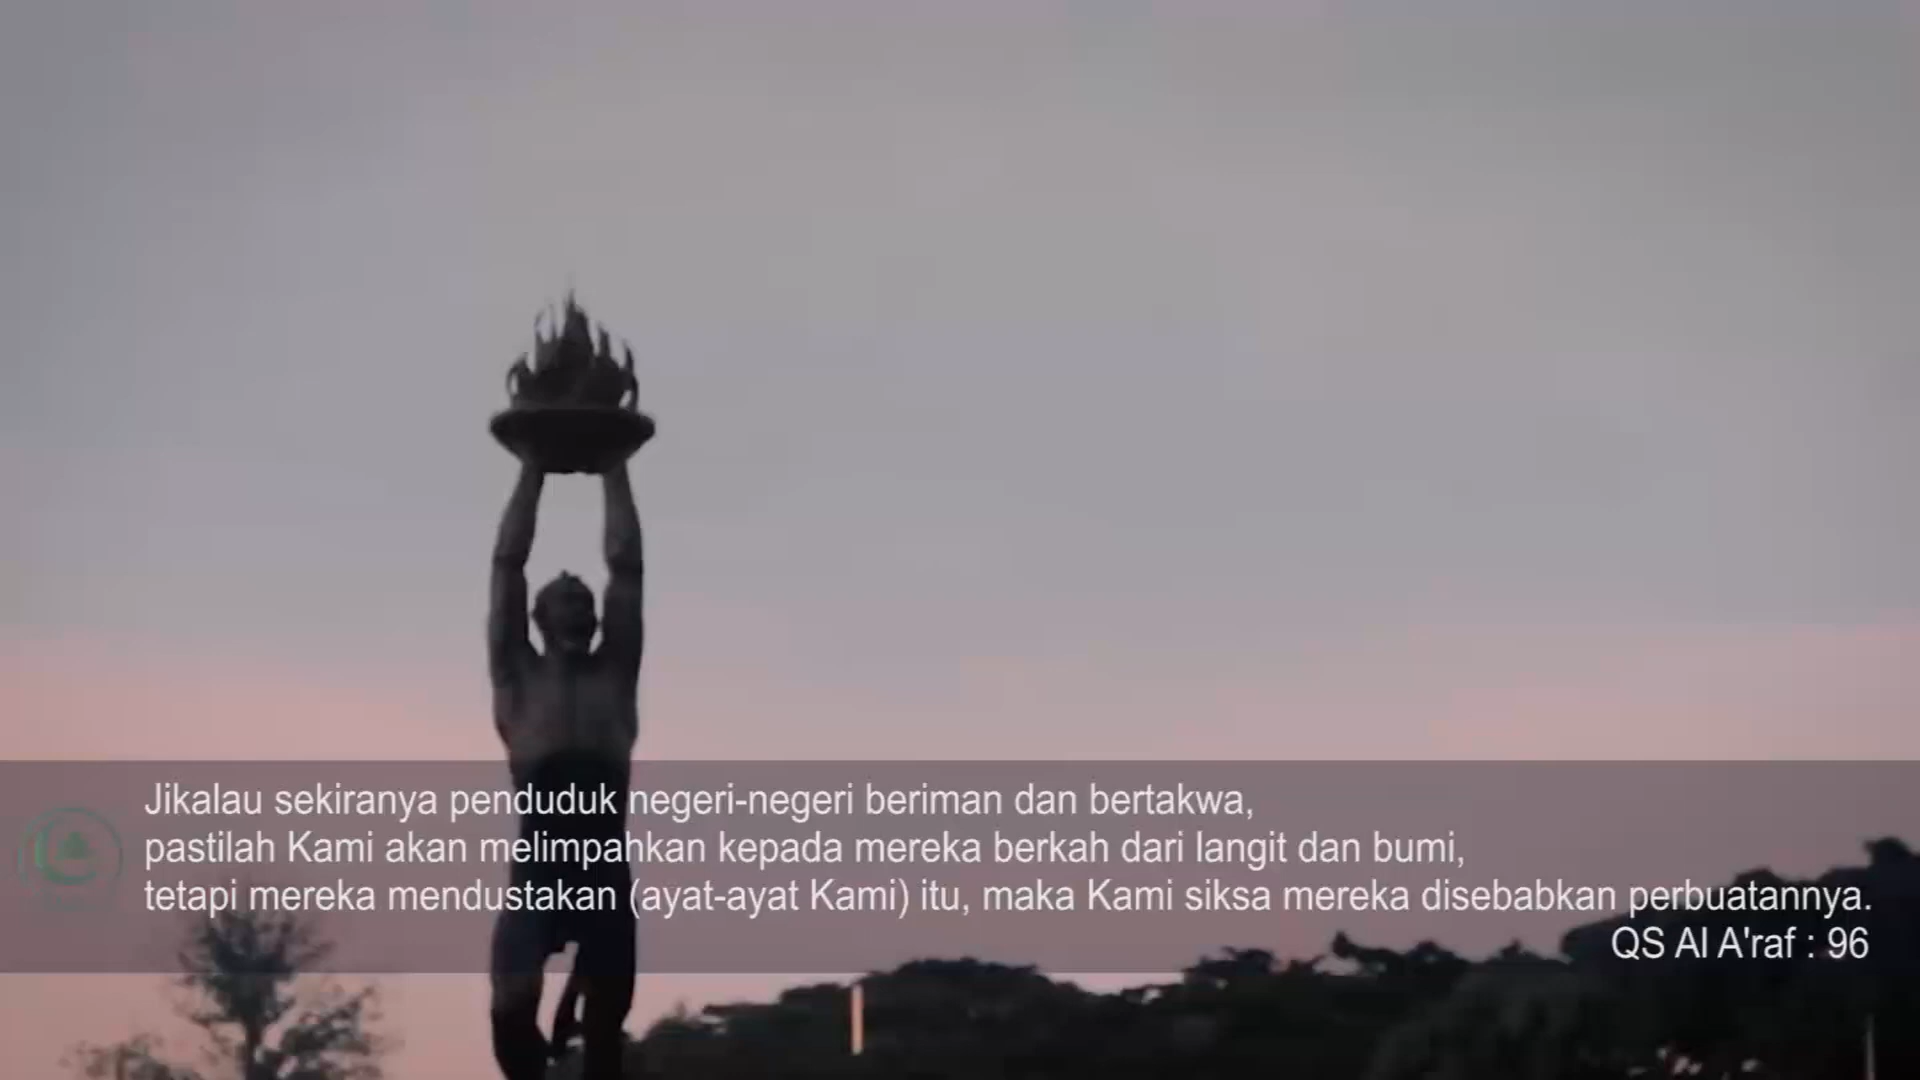 Jikalau sekiranya penduduk negeri-negeri beriman dan bertakwa,
pastilah Kami akan melimpahkan kepada mereka berkah dari langit dan bumi,
tetapi mereka mendustakan (ayat-ayat Kami) itu, maka Kami siksa mereka disebabkan perbuatannya.
QS Al A'raf : 96